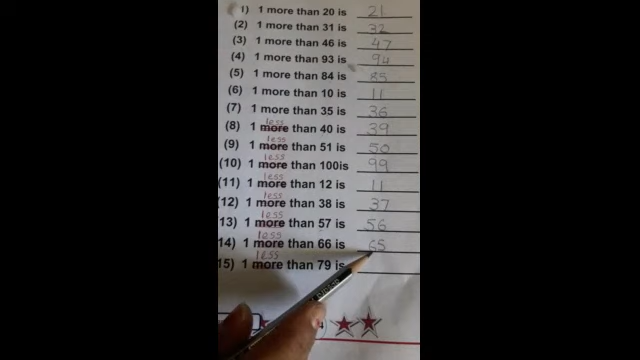 1) 1 more than 20 is 21
(2) 1 more than 31 is 32
(3) 1 more than 46 is 47
(4) 1 more than 93 is 94
(5) 1 more than 84 is 85
(6) 1 more than 10 is 11
(7) 1 more than 35 is 36
less
(8) 1 more than 40 is 39
less
(9) 1 more than 51 is 50
less
(10) 1 more than 100is 99
less
(11) 1 more than 12 is 11
less
(12) 1 more than 38 is 37
less
13) 1 more than 57 is 56
less
14) 1 more than 66 is 65
less
15) 1 more than 79 is